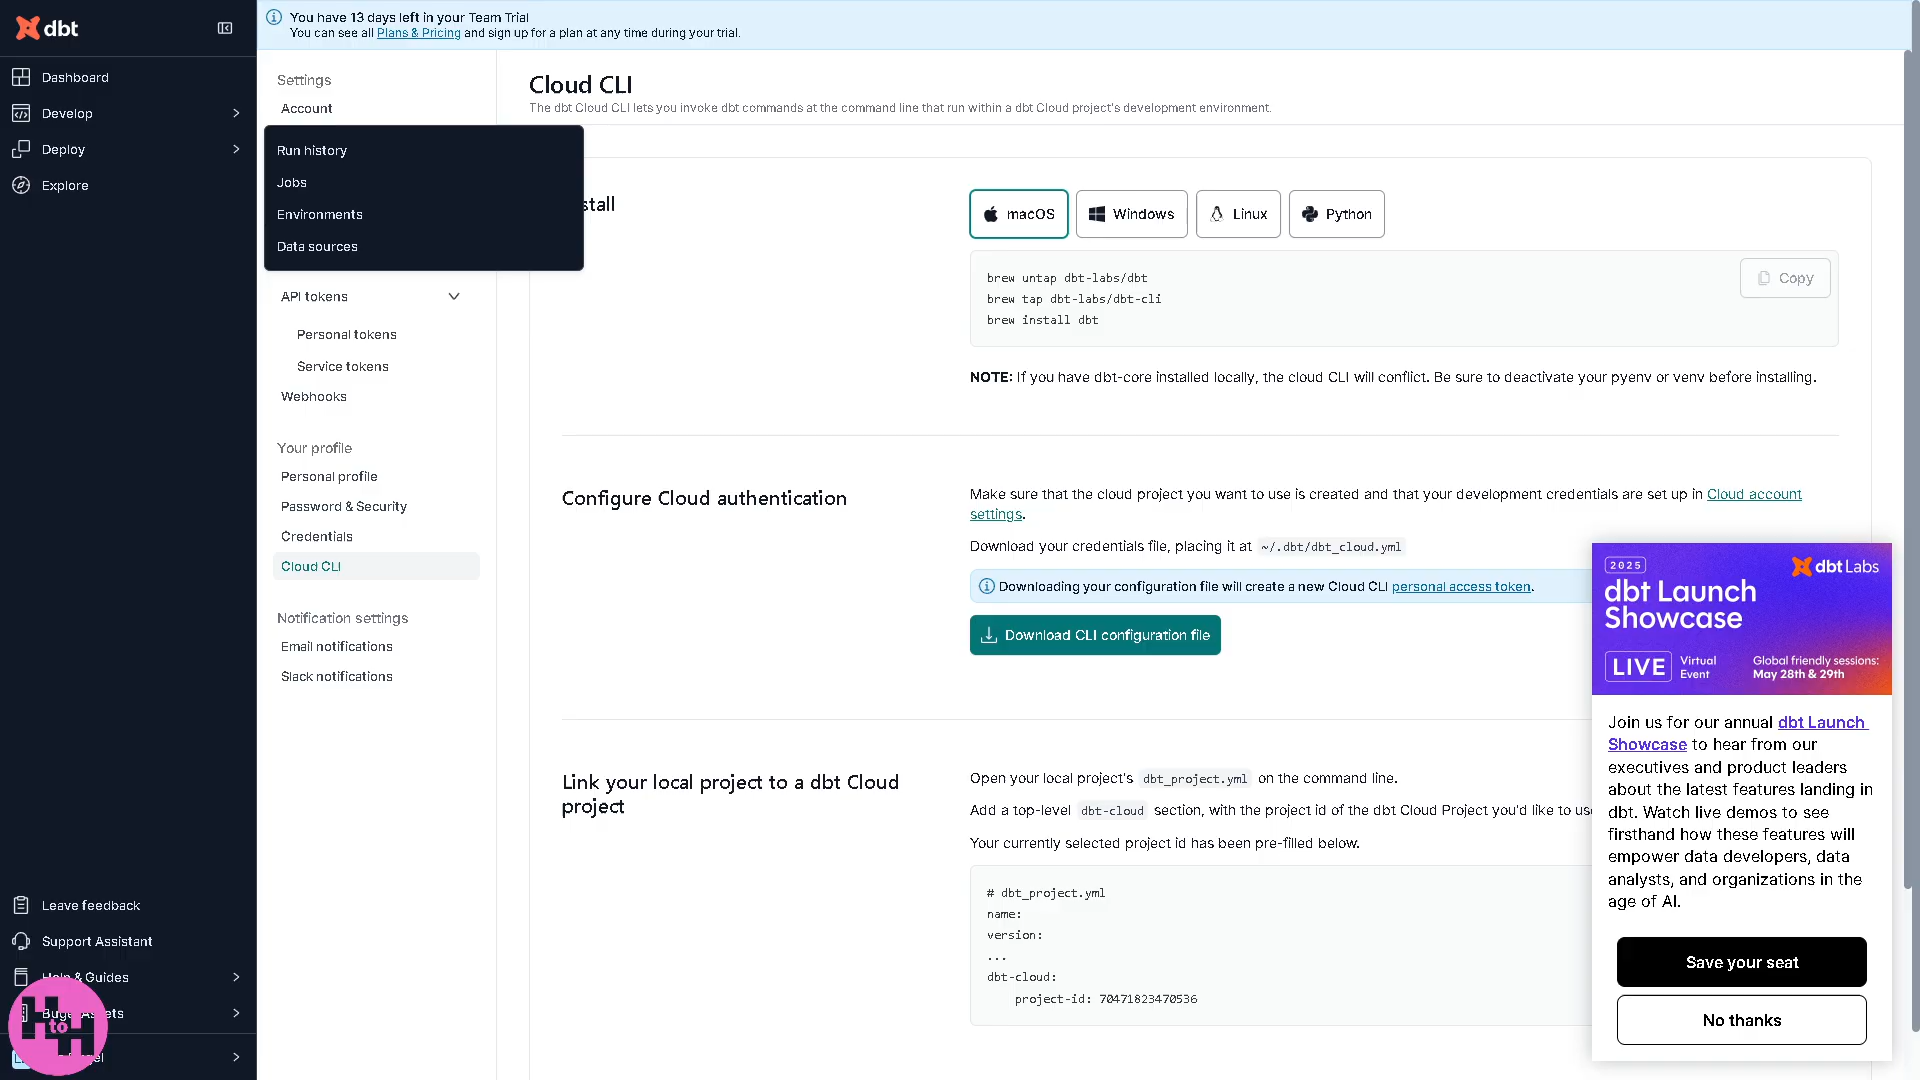 dbt
You have 13 days left in your Team Trial
You can see all Plans & Pricing and sign up for a plan at any time during your trial.
Dashboard
Develop
Deploy
Explore
Leave feedback
Support Assistant
Help & Guides
Settings
Account
Run history
Jobs
Environments
Data sources
API tokens
Personal tokens
Service tokens
Webhooks
Your profile
Personal profile
Password & Security
Credentials
Cloud CLI
Notification settings
Email notifications
Slack notifications
Cloud CLI
The dbt Cloud CLI lets you invoke dbt commands at the command line that run within a dbt Cloud project's development environment.
stall
macOS
Windows
Linux
Python
brew untap dbt-labs/dbt
brew tap dbt-labs/dbt-cli
brew install dbt
Copy
NOTE: If you have dbt-core installed locally, the cloud CLI will conflict. Be sure to deactivate your pyenv or venv before installing.
Configure Cloud authentication
Make sure that the cloud project you want to use is created and that your development credentials are set up in Cloud account
settings.
Download your credentials file, placing it at ~/.dbt/dbt_cloud.yml
Downloading your configuration file will create a new Cloud CLI personal access token.
Download CLI configuration file
Link your local project to a dbt Cloud
project
Open your local project's dbt_project.yml on the command line.
Add a top-level dbt-cloud section, with the project id of the dbt Cloud Project you'd like to us
Your currently selected project id has been pre-filled below.
# dbt_project.yml
name:
version:
...
dbt-cloud:
project-id: 70471823470536
2025
dbt Labs
dbt Launch
Showcase
LIVE
Virtual
Event
Global friendly sessions:
May 28th & 29th
Join us for our annual dbt Launch
Showcase to hear from our
executives and product leaders
about the latest features landing in
dbt. Watch live demos to see
firsthand how these features will
empower data developers, data
analysts, and organizations in the
age of AI.
Save your seat
No thanks
H to H